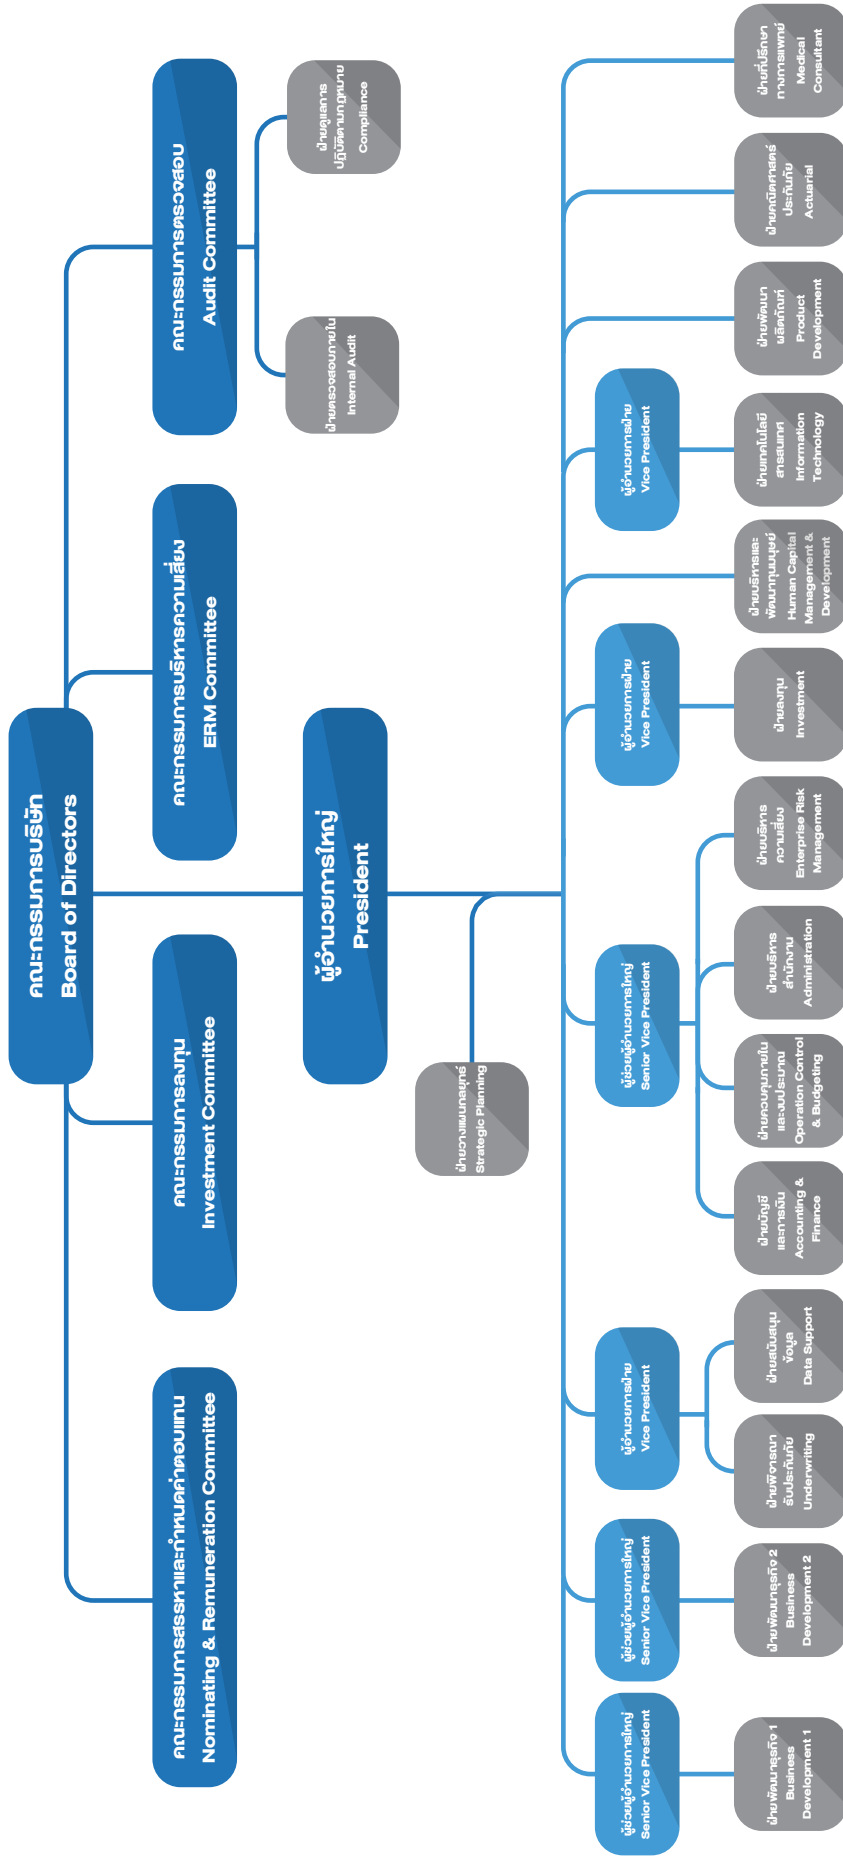 คณะกรรมการบริษัท
Board of Directors
คณะกรรมการสรรหาและกำหนดค่าตอบแทน
Nominating & Remuneration Committee
คณะกรรมการลงทุน
Investment Committee
คณะกรรมการบริหารความเสี่ยง
ERM Committee
คณะกรรมการตรวจสอบ
Audit Committee
ฝ่ายตรวจสอบภายใน
Internal Audit
ฝ่ายดูแลการ
ปฏิบัติตามกฎหมาย
Compliance
ผู้อำนวยการใหญ่
President
ฝ่ายวางแผนกลยุทธ์
Strategic Planning
ผู้ช่วยผู้อำนวยการใหญ่
Senior Vice President
ผู้ช่วยผู้อำนวยการใหญ่
Senior Vice President
ผู้อำนวยการฝ่าย
Vice President
ผู้ช่วยผู้อำนวยการใหญ่
Senior Vice President
ผู้อำนวยการฝ่าย
Vice President
ผู้อำนวยการฝ่าย
Vice President
ฝ่ายพัฒนาธุรกิจ 1
Business
Development 1
ฝ่ายพัฒนาธุรกิจ 2
Business
Development 2
ฝ่ายพิจารณา
รับประกันภัย
Underwriting
ฝ่ายสนับสนุน
ข้อมูล
Data Support
ฝ่ายบัญชี
และการเงิน
Accounting &
Finance
ฝ่ายควบคุมภายใน
และงบประมาณ
Operation Control
& Budgeting
ฝ่ายบริหาร
สำนักงาน
Administration
ฝ่ายบริหาร
ความเสี่ยง
Enterprise Risk
Management
ฝ่ายลงทุน
Investment
ฝ่ายบริหารและ
พัฒนาทุนมนุษย์
Human Capital
Management &
Development
ฝ่ายเทคโนโลยี
สารสนเทศ
Information
Technology
ฝ่ายพัฒนา
ผลิตภัณฑ์
Product
Development
ฝ่ายคณิตศาสตร์
ประกันภัย
Actuarial
ฝ่ายที่ปรึกษา
ทางการแพทย์
Medical
Consultant